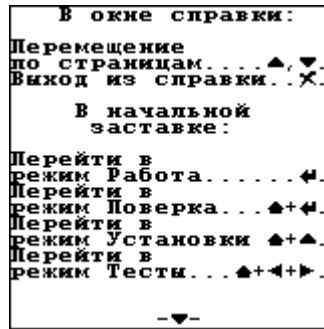 В окне справки:
Перемещение
по страницам....▲,▼.
Выход из справки..✕.
В начальной
заставке:
Перейти в
режим Работа.......↵.
Перейти в
режим Поверка...♠+↵.
Перейти в
режим Установки ♠+▲.
Перейти в
режим Тесты...♠+◄+►.
-▼-